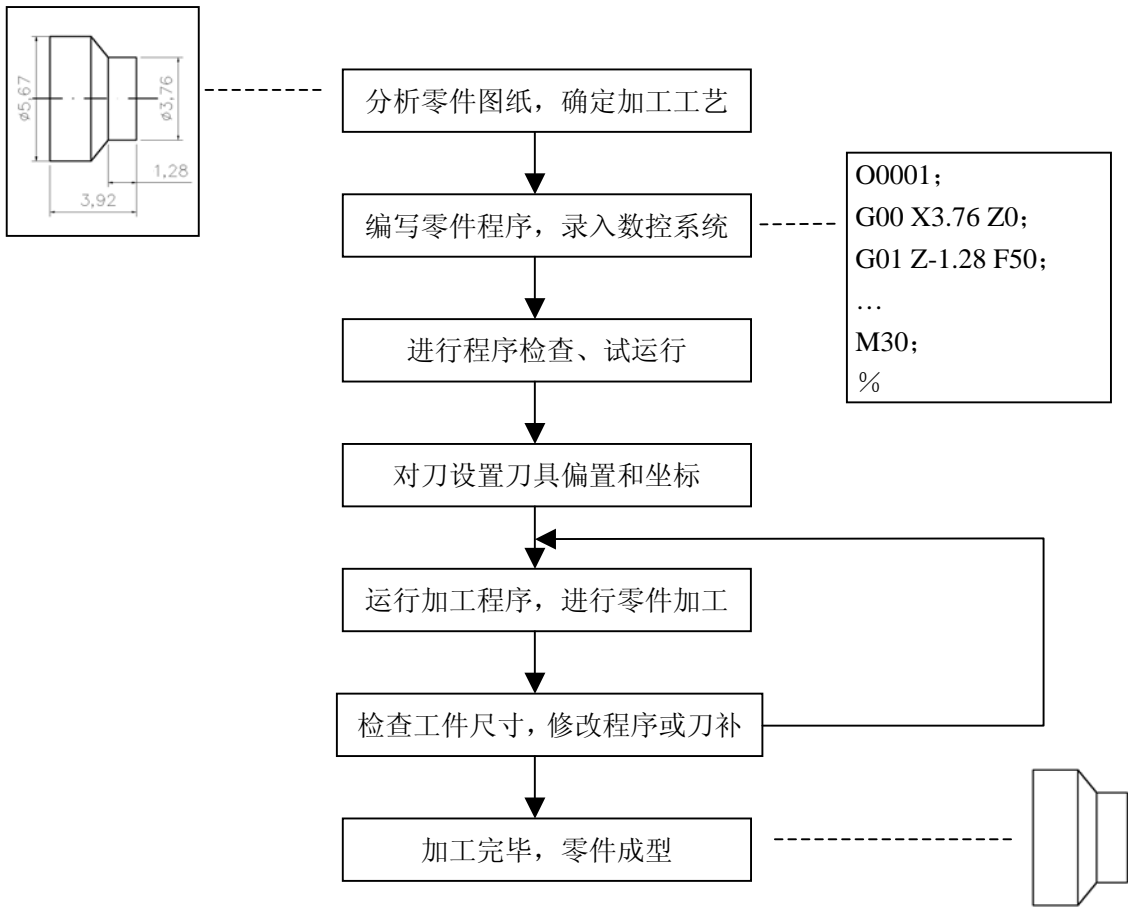 ø5,67
ø3,76
1,28
3,92
分析零件图纸，确定加工工艺
编写零件程序，录入数控系统
O0001；
G00 X3.76 Z0；
G01 Z-1.28 F50；
…
M30；
％
进行程序检查、试运行
对刀设置刀具偏置和坐标
运行加工程序，进行零件加工
检查工件尺寸，修改程序或刀补
加工完毕，零件成型